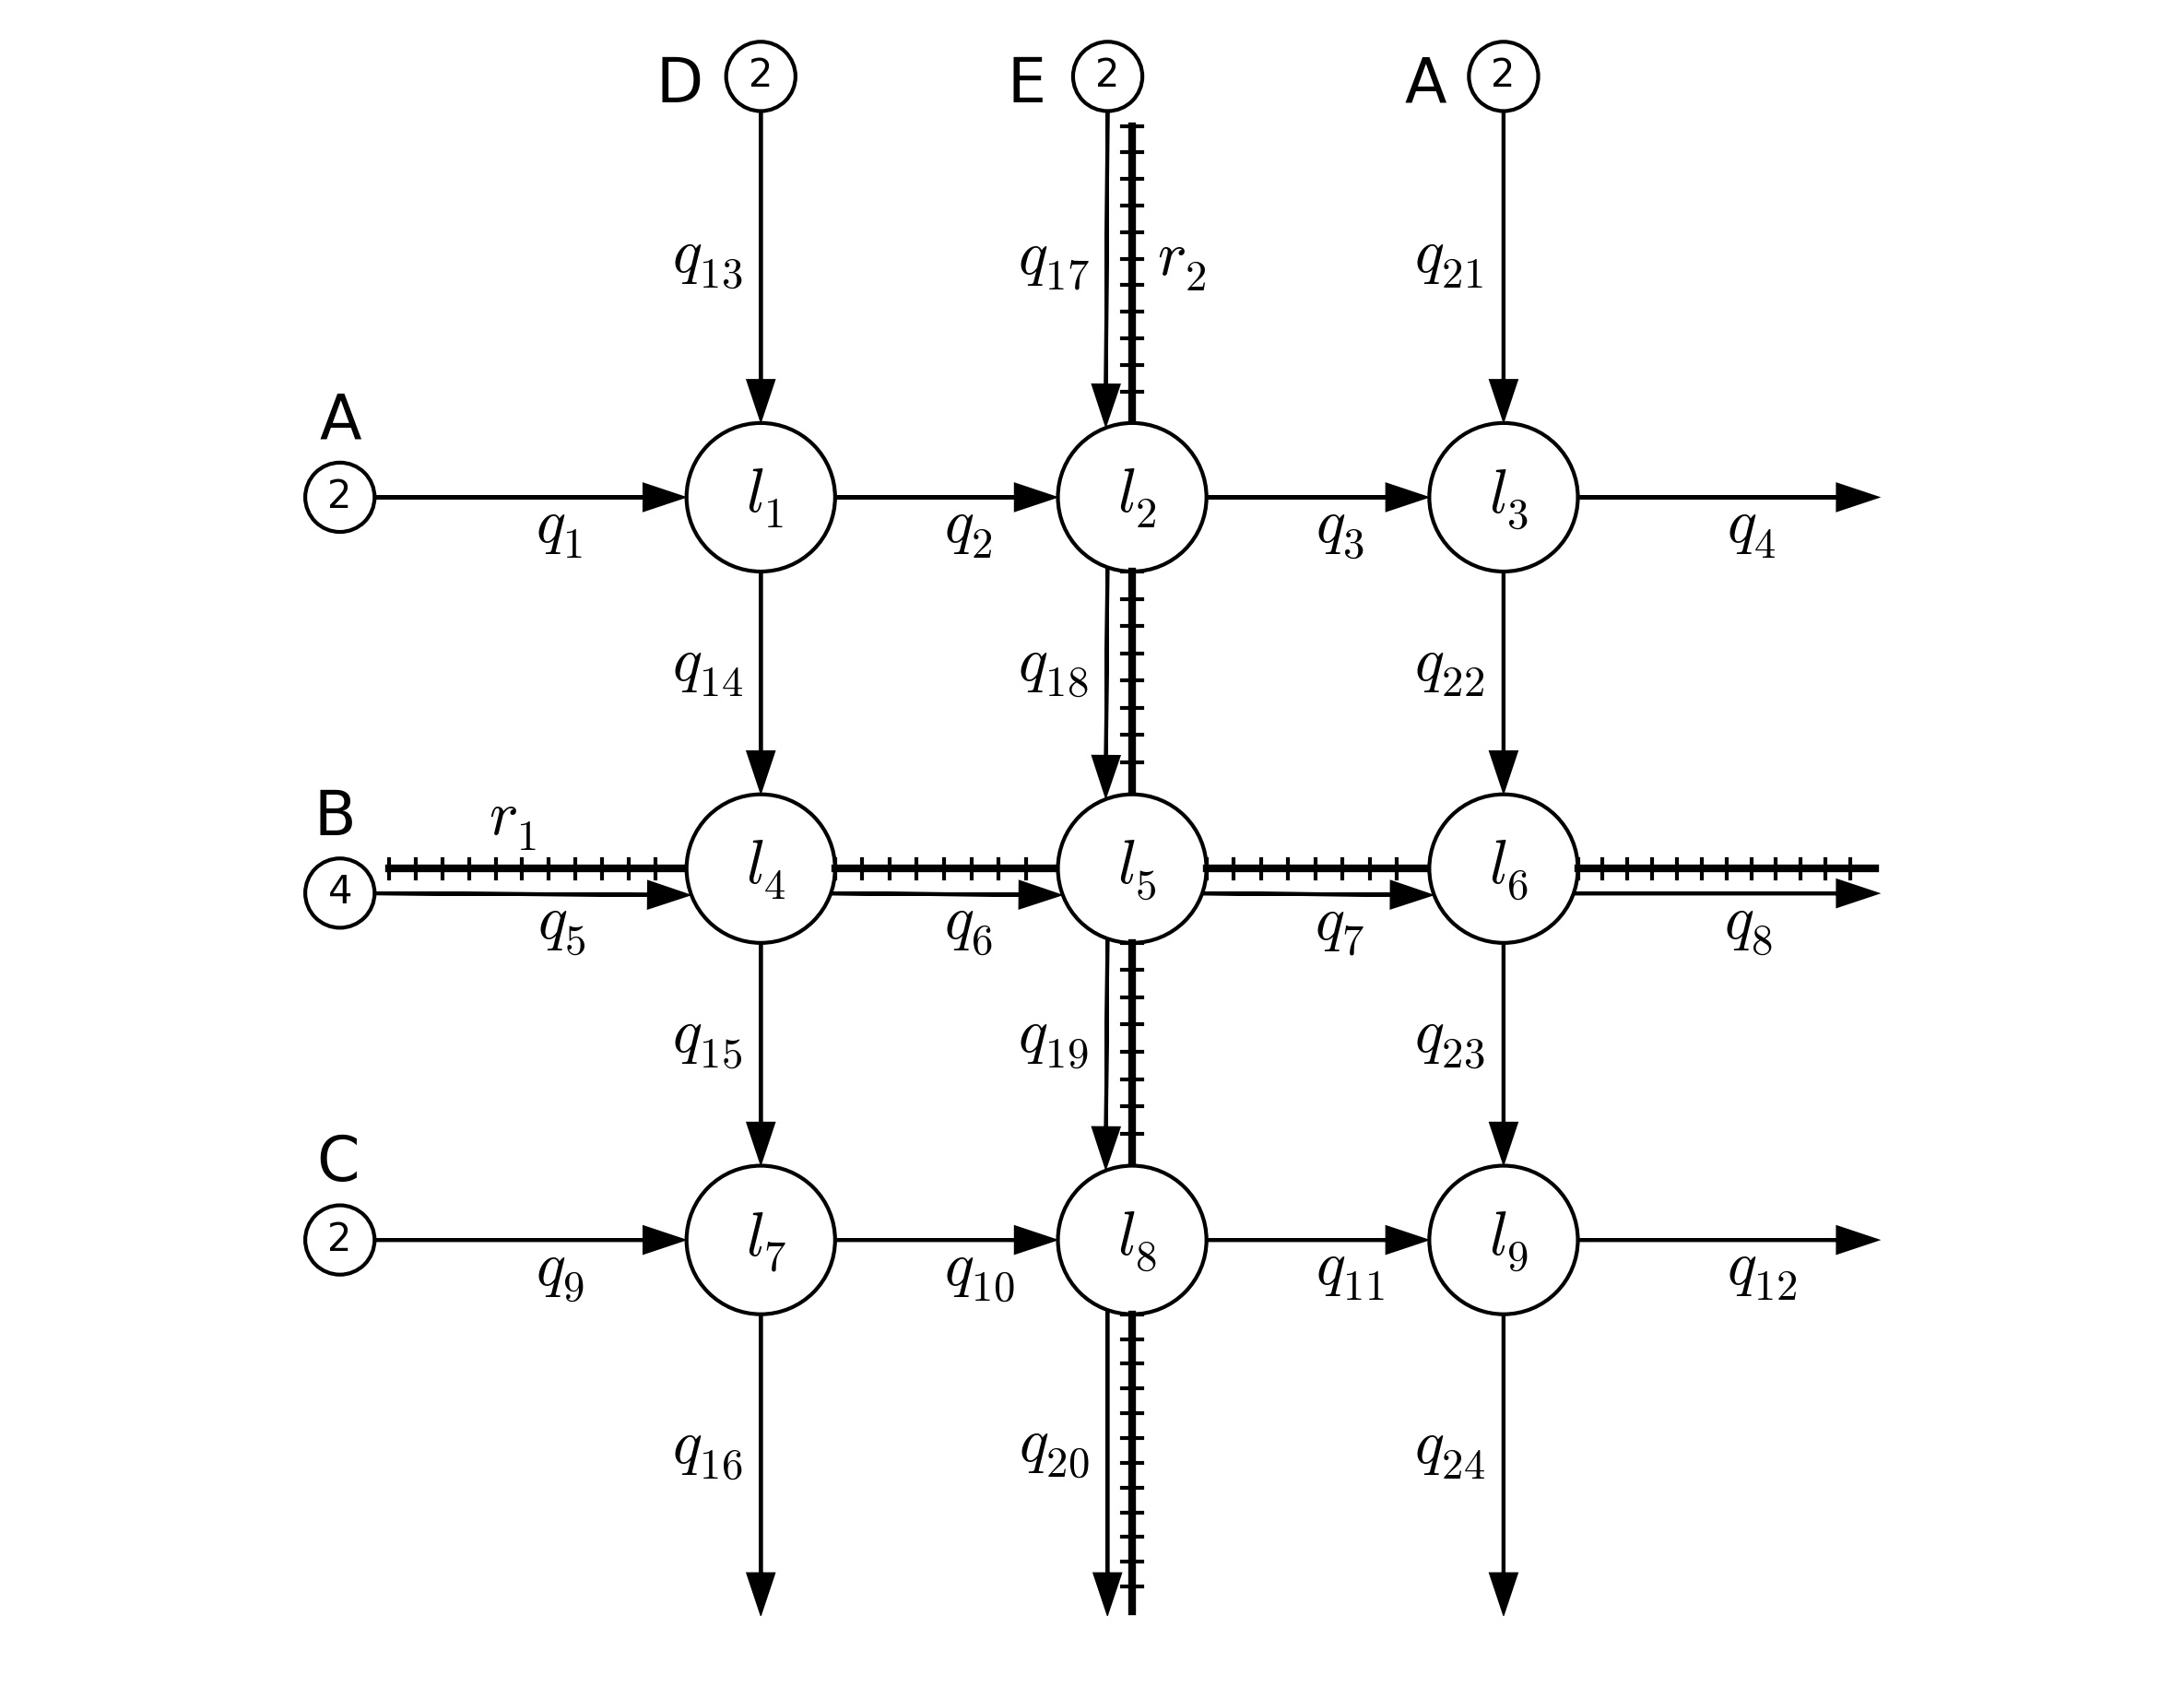 D 2 E 2 A 2
q13 q17 r2 q21
A
2 l1 l2 l3
q1 q2 q3 q4
q14 q18 q22
B r1
4 l4 l5 l6
q5 q6 q7 q8
q15 q19 q23
C
2 l7 l8 l9
q9 q10 q11 q12
q16 q20 q24